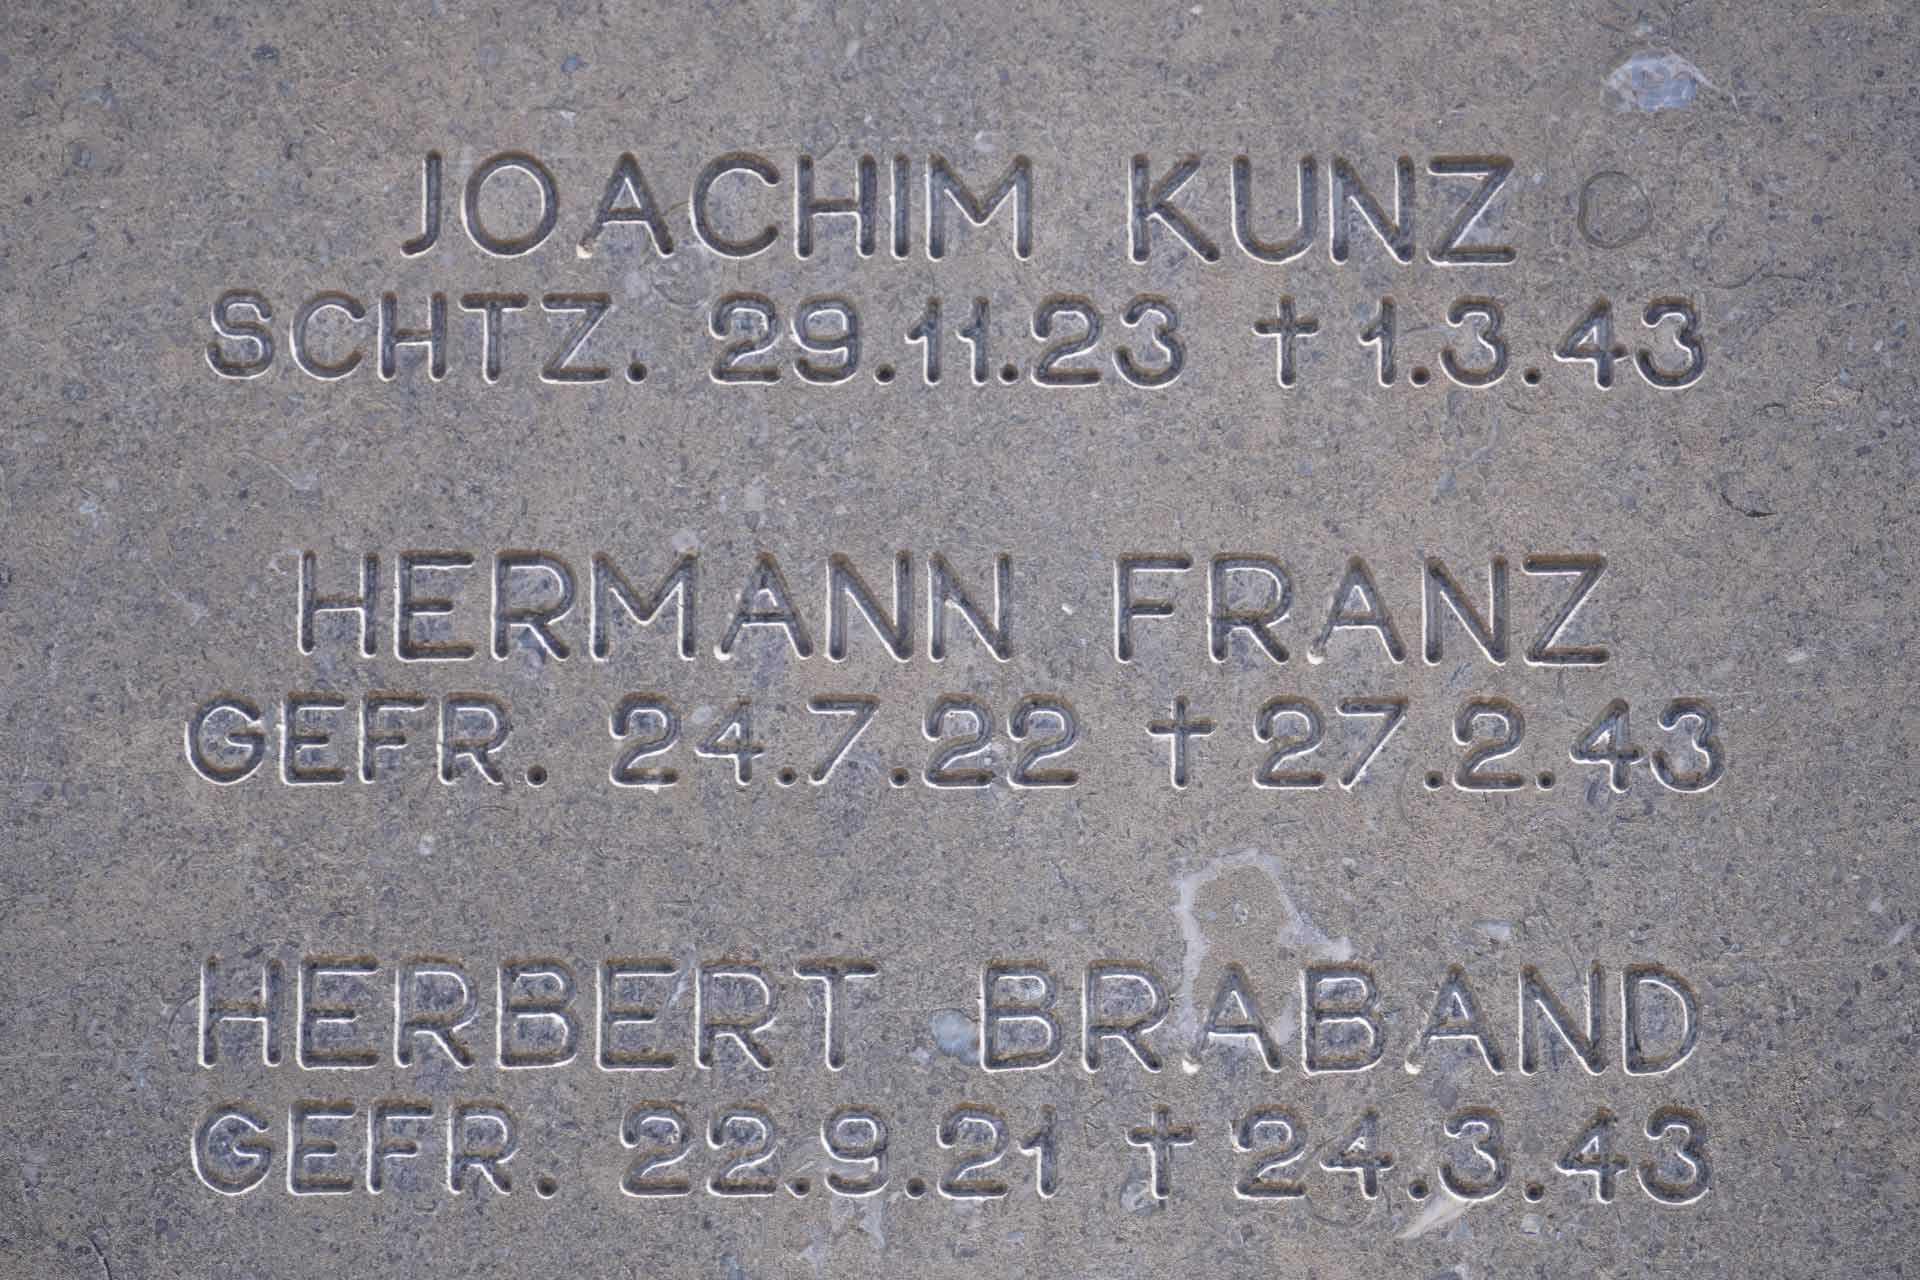 JOACHIM KUNZ
SCHTZ. 29.11.23 † 1.3.43
HERMANN FRANZ
GEFR. 24.7.22 † 27.2.43
HERBERT BRABAND
GEFR. 22.9.21 † 24.3.43